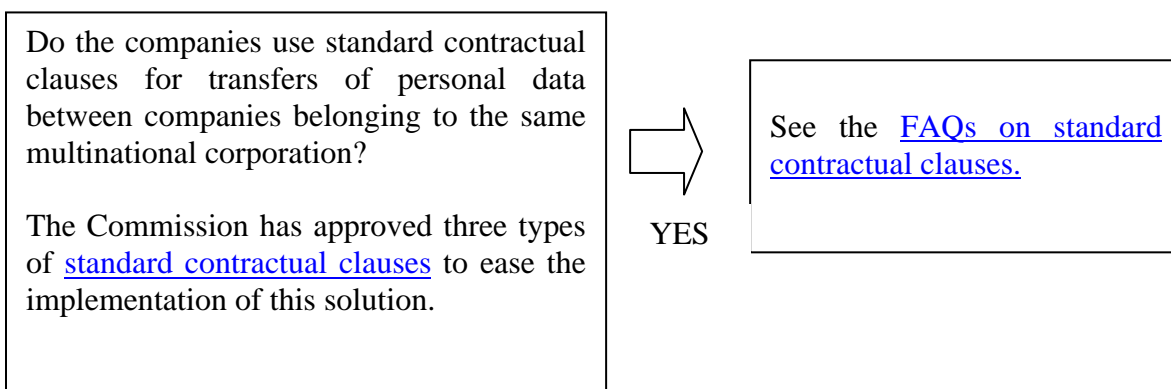 Do the companies use standard contractual
clauses for transfers of personal data
between companies belonging to the same
multinational corporation?
The Commission has approved three types
of standard contractual clauses to ease the
implementation of this solution.
YES
See the FAQs on standard
contractual clauses.